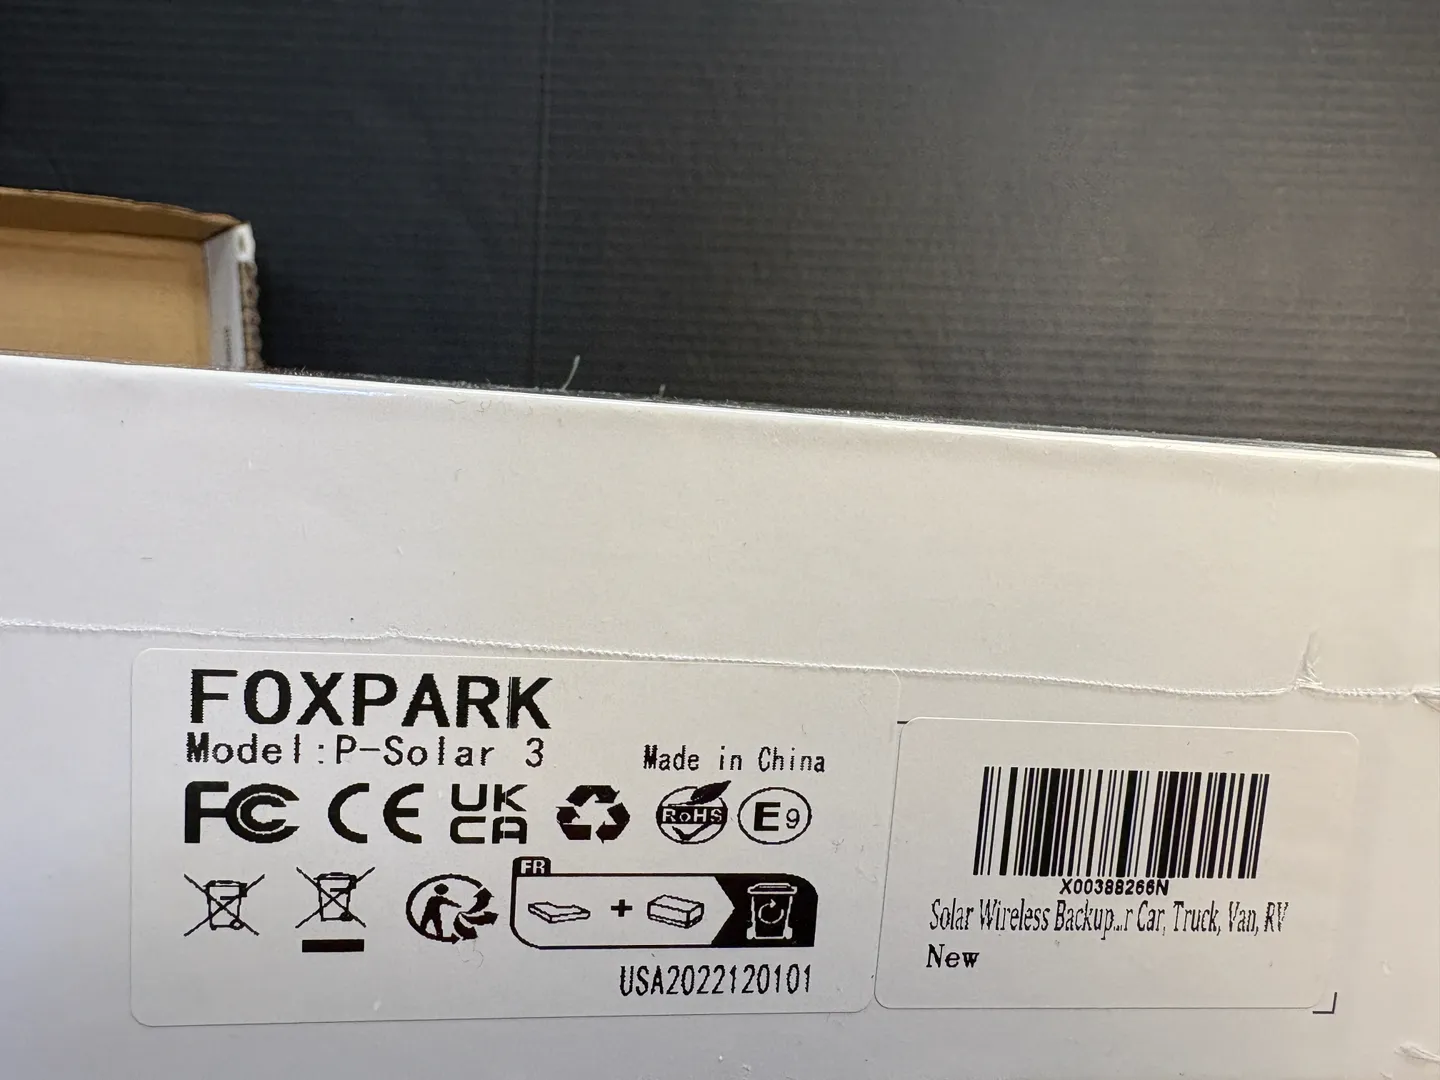 FOXPARK
Model:P-Solar 3
Made in China
FC CE UK CA RoHS E9
FR
USA2022120101
X00388266N
Solar Wireless Backup...r Car, Truck, Van, RV
New